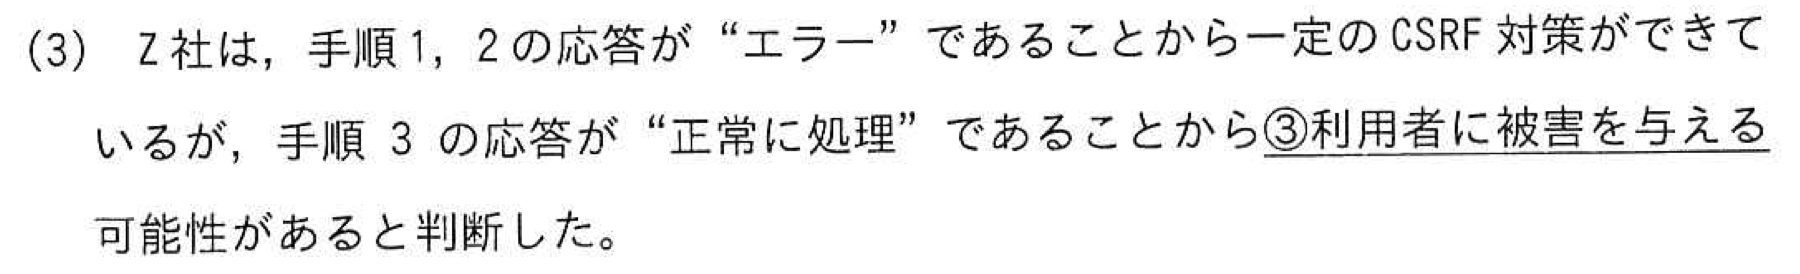 (3) Z社は，手順1，2の応答が“エラー”であることから一定のCSRF対策ができて
いるが，手順 3 の応答が“正常に処理”であることから③利用者に被害を与える
可能性があると判断した。